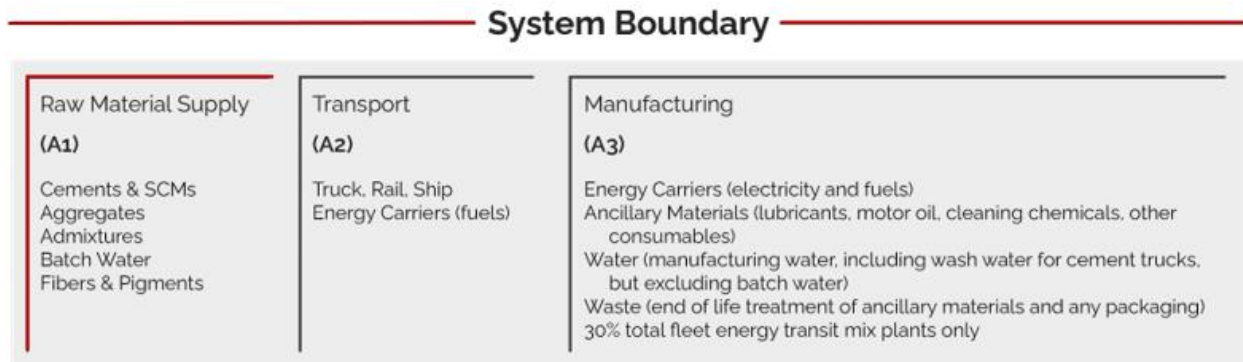 System Boundary
Raw Material Supply
(A1)
Cements & SCMs
Aggregates
Admixtures
Batch Water
Fibers & Pigments
Transport
(A2)
Truck, Rail, Ship
Energy Carriers (fuels)
Manufacturing
(A3)
Energy Carriers (electricity and fuels)
Ancillary Materials (lubricants, motor oil, cleaning chemicals, other
consumables)
Water (manufacturing water, including wash water for cement trucks,
but excluding batch water)
Waste (end of life treatment of ancillary materials and any packaging)
30% total fleet energy transit mix plants only